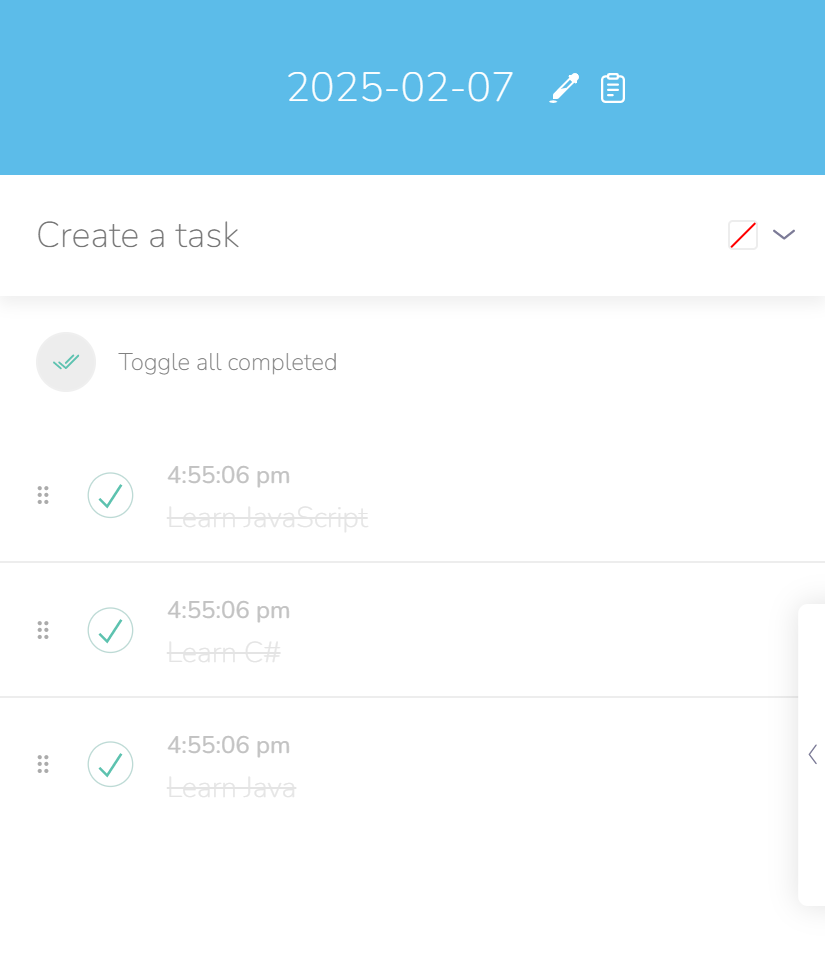 2025-02-07
Create a task
Toggle all completed
4:55:06 pm
Learn JavaScript
4:55:06 pm
Learn C#
4:55:06 pm
Learn Java